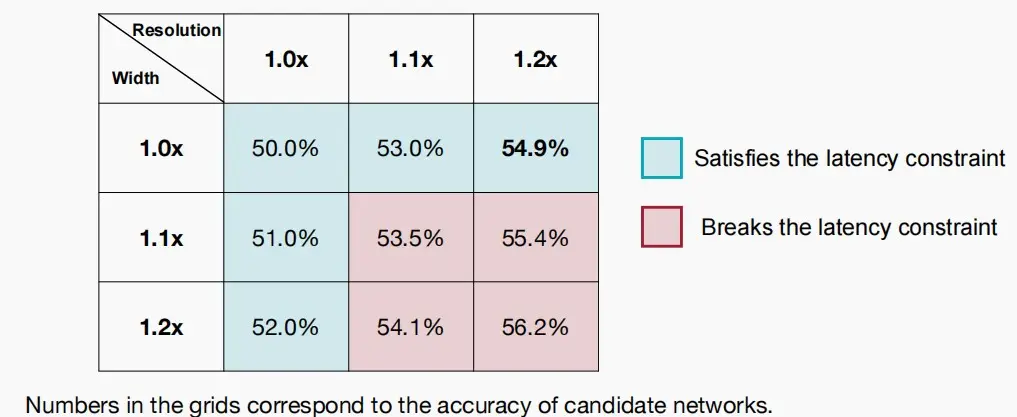 Resolution
Width
1.0x 1.1x 1.2x
1.0x 50.0% 53.0% 54.9%
Satisfies the latency constraint
1.1x 51.0% 53.5% 55.4%
Breaks the latency constraint
1.2x 52.0% 54.1% 56.2%
Numbers in the grids correspond to the accuracy of candidate networks.